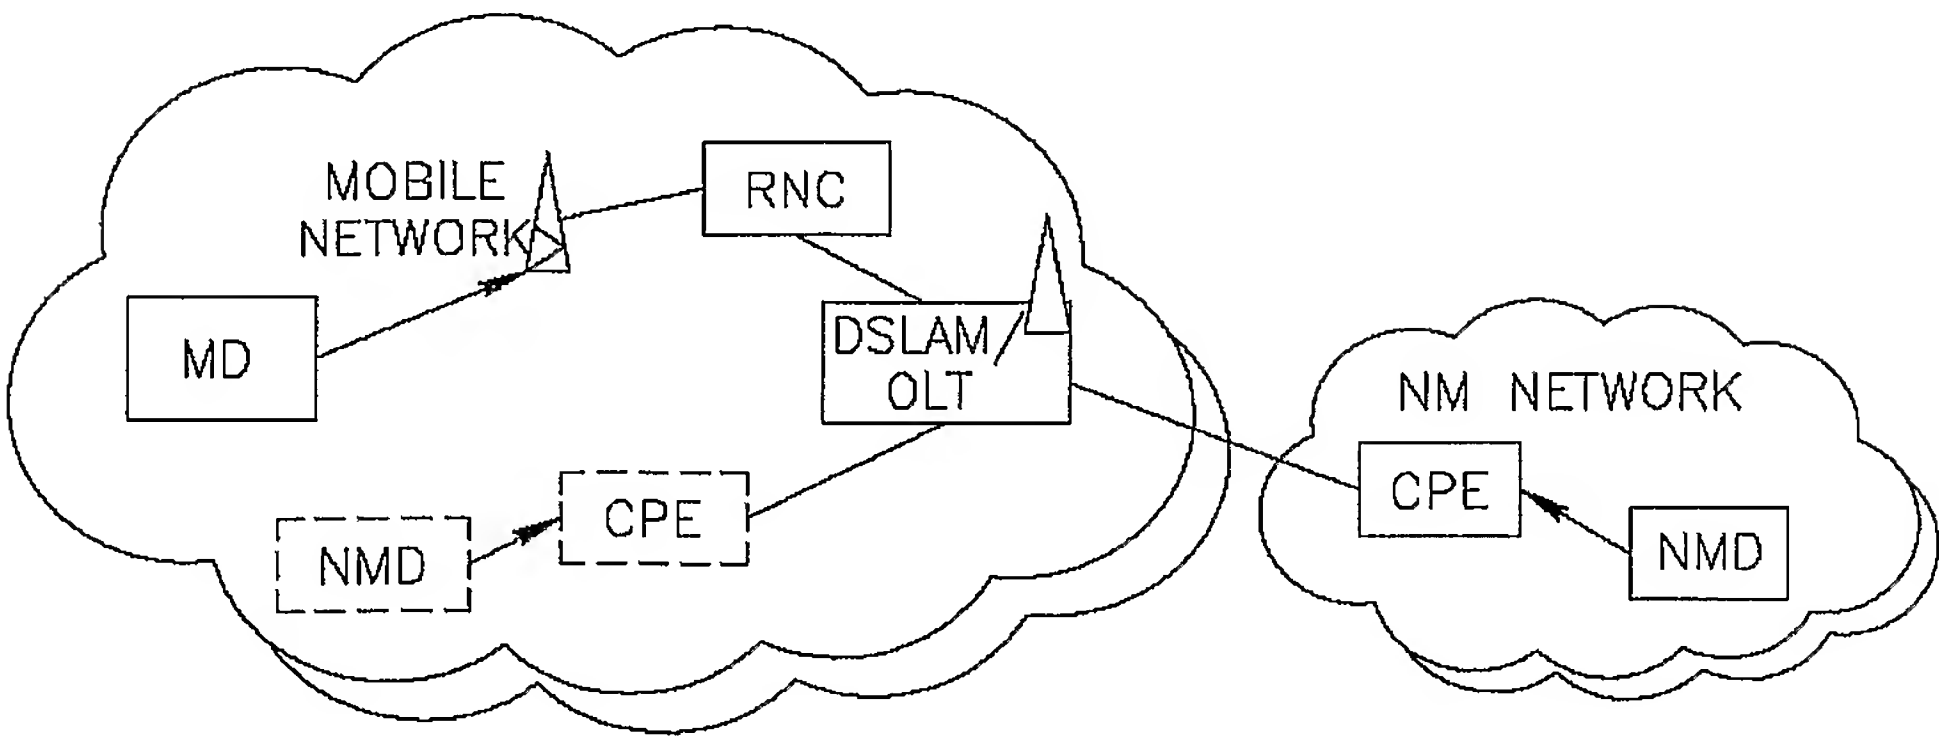 MOBILE
NETWORK
RNC
MD
DSLAM/
OLT
NM NETWORK
CPE
CPE
NMD
NMD